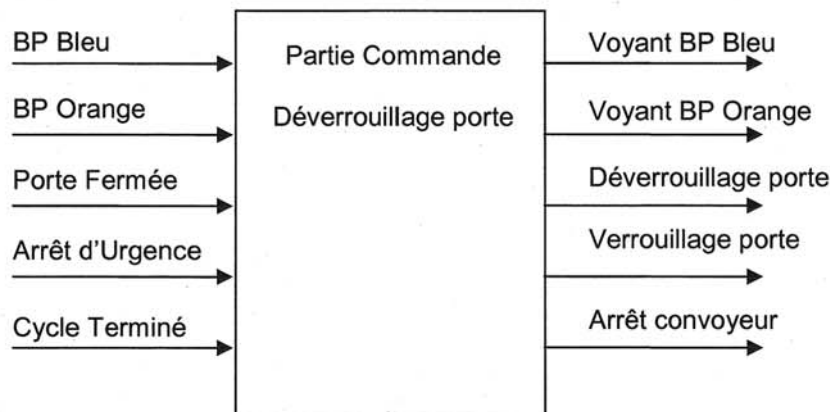 BP Bleu
BP Orange
Porte Fermée
Arrêt d'Urgence
Cycle Terminé
Partie Commande
Déverrouillage porte
Voyant BP Bleu
Voyant BP Orange
Déverrouillage porte
Verrouillage porte
Arrêt convoyeur